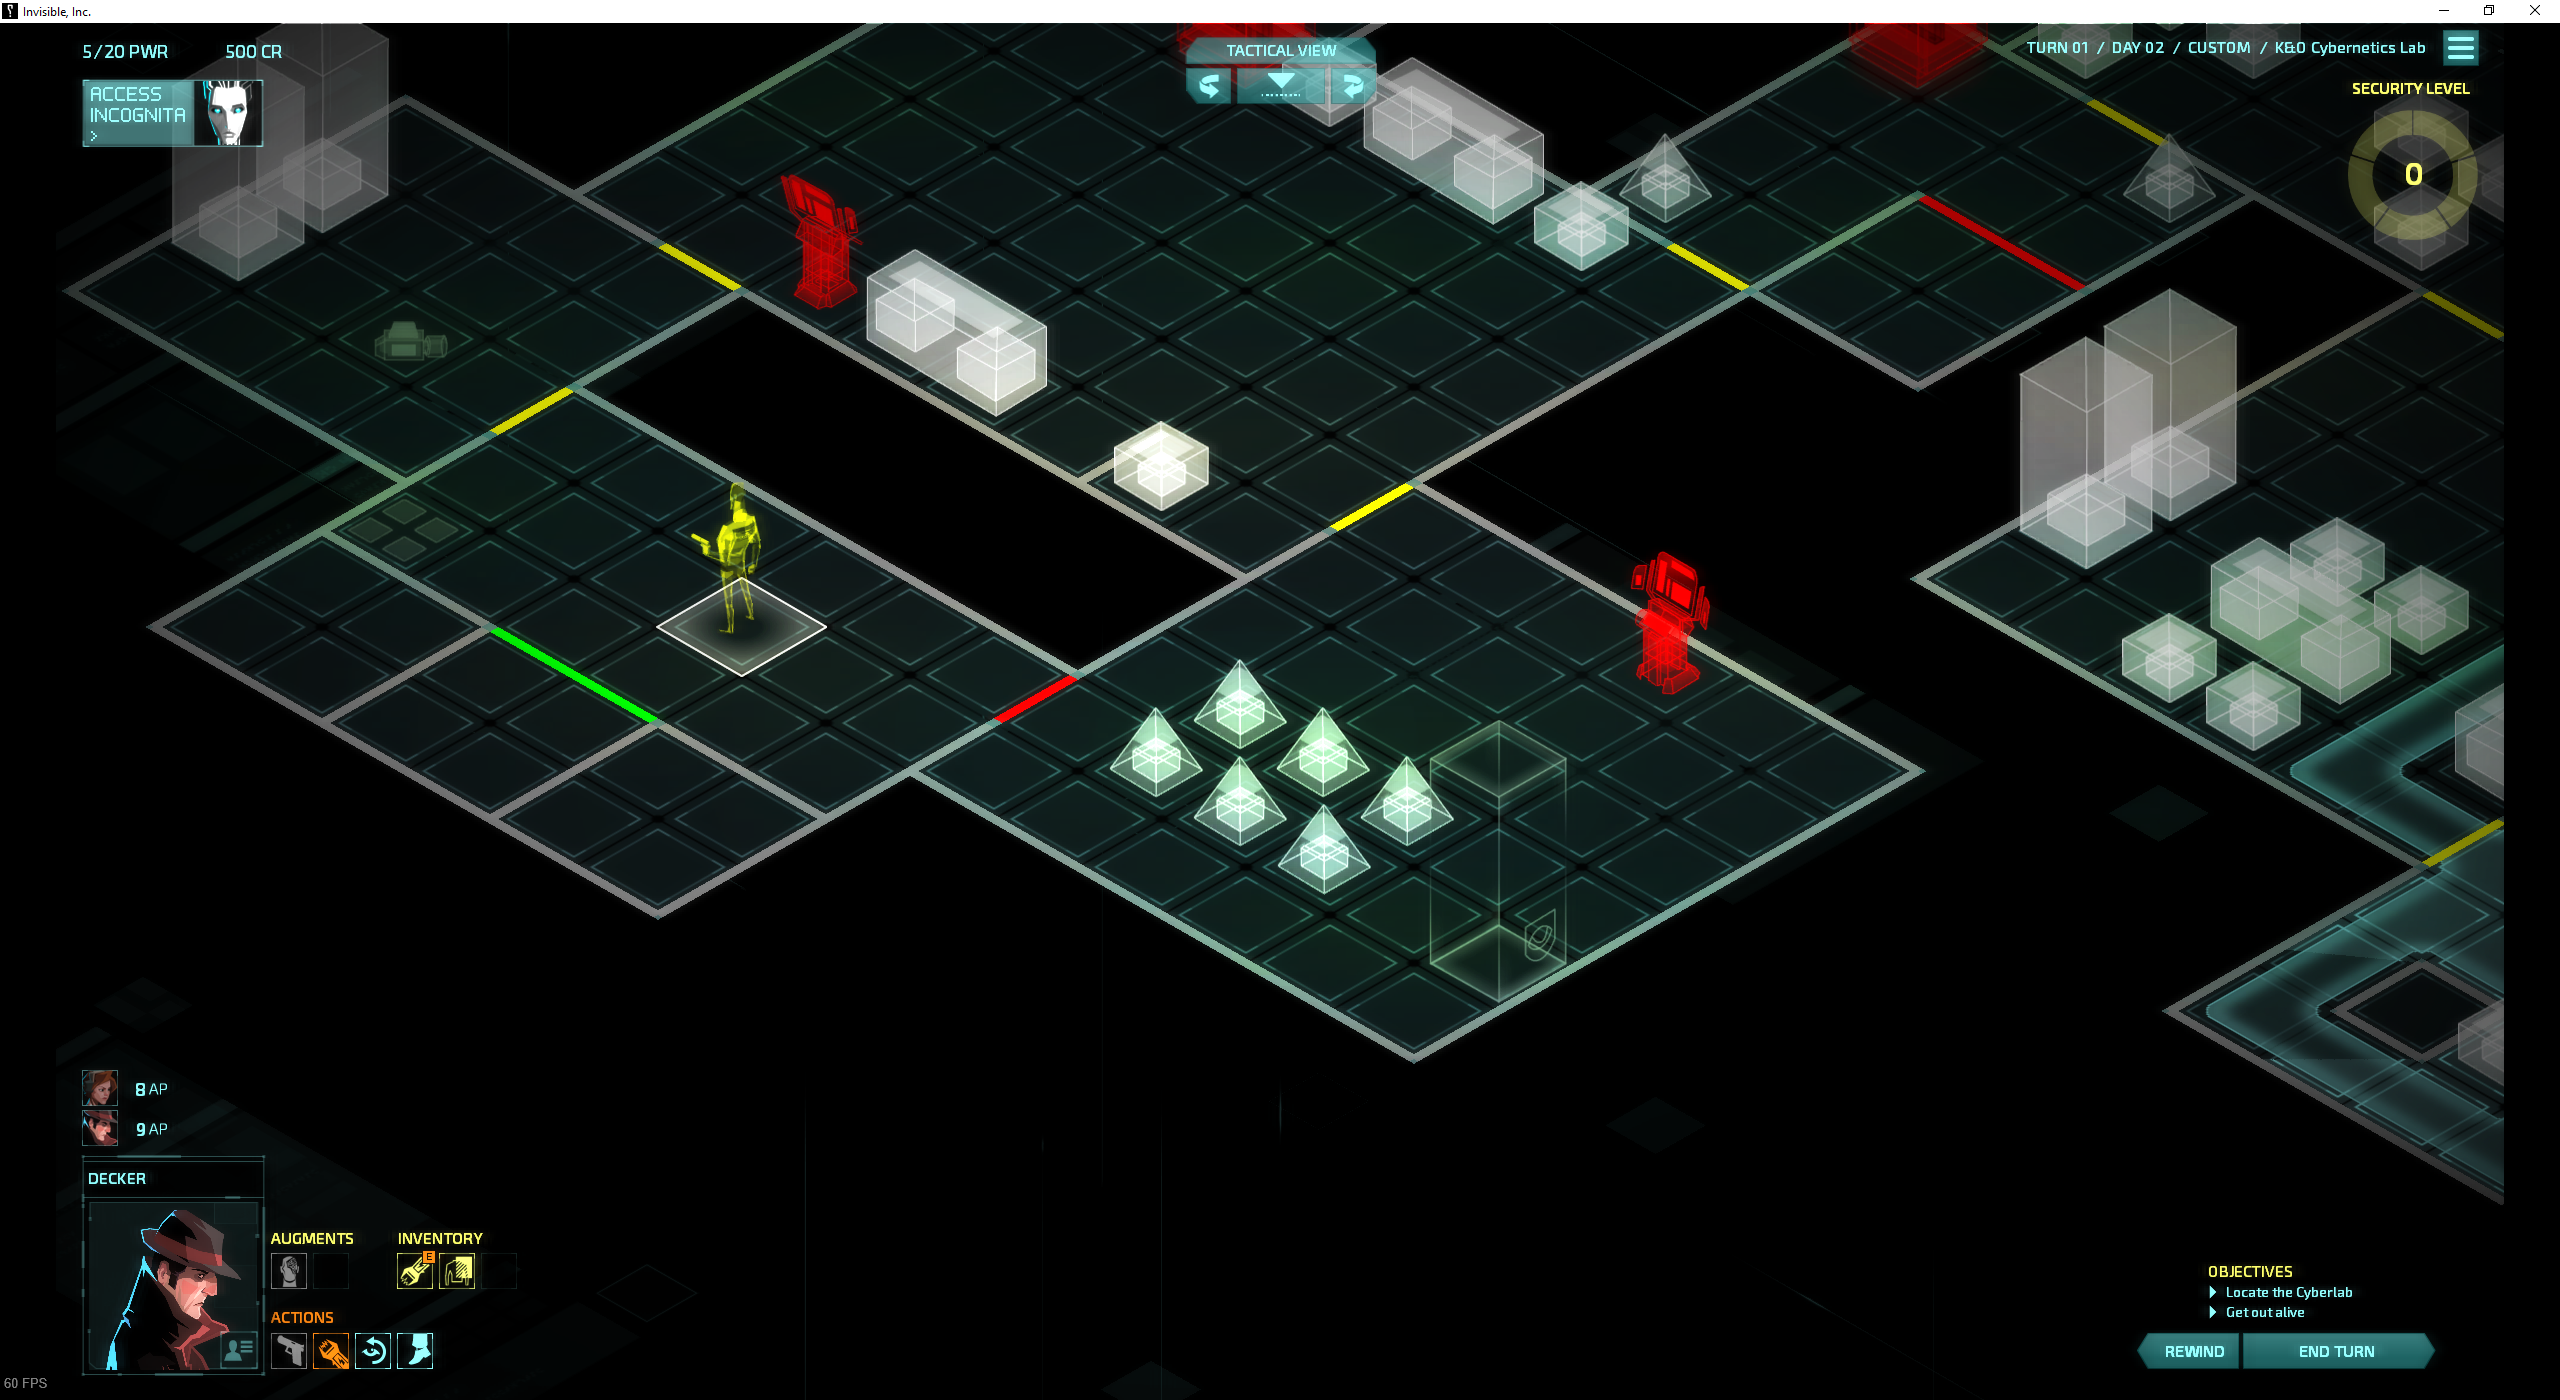 Invisible, Inc.
5/20 PWR 500 CR
TACTICAL VIEW
TURN 01 / DAY 02 / CUSTOM / K&O Cybernetics Lab
ACCESS
INCOGNITA
>
SECURITY LEVEL
0
8 AP
9 AP
DECKER
AUGMENTS INVENTORY
E
ACTIONS
OBJECTIVES
Locate the Cyberlab
Get out alive
REWIND END TURN
60 FPS